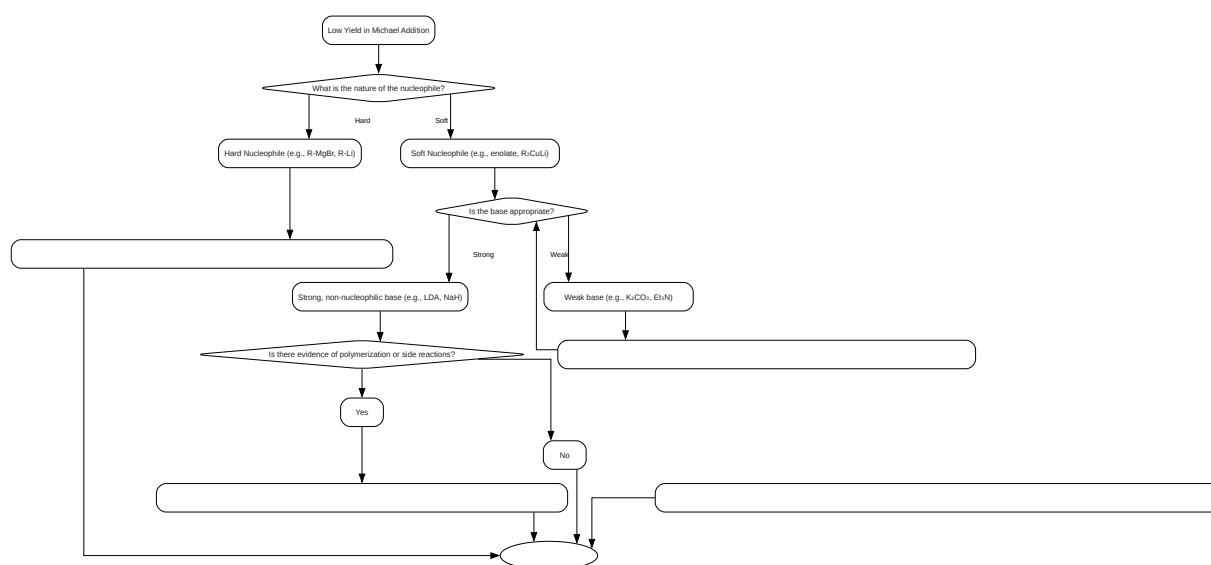 Low Yield in Michael Addition
What is the nature of the nucleophile?
Hard
Soft
Hard Nucleophile (e.g., R-MgBr, R-Li)
Soft Nucleophile (e.g., enolate, R₂CuLi)
Is the base appropriate?
Strong
Weak
Strong, non-nucleophilic base (e.g., LDA, NaH)
Weak base (e.g., K₂CO₃, Et₃N)
Is there evidence of polymerization or side reactions?
Yes
No